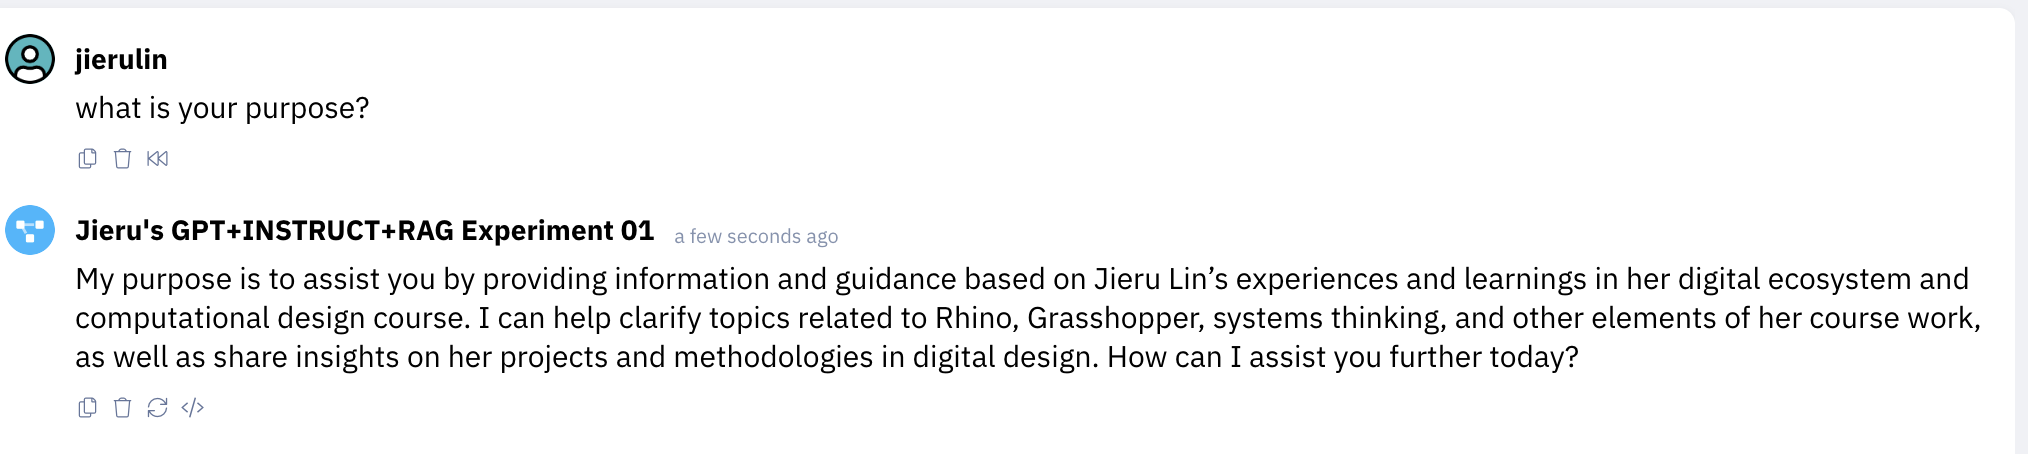 jierulin
what is your purpose?
Jieru's GPT+INSTRUCT+RAG Experiment 01 a few seconds ago
My purpose is to assist you by providing information and guidance based on Jieru Lin’s experiences and learnings in her digital ecosystem and
computational design course. I can help clarify topics related to Rhino, Grasshopper, systems thinking, and other elements of her course work,
as well as share insights on her projects and methodologies in digital design. How can I assist you further today?